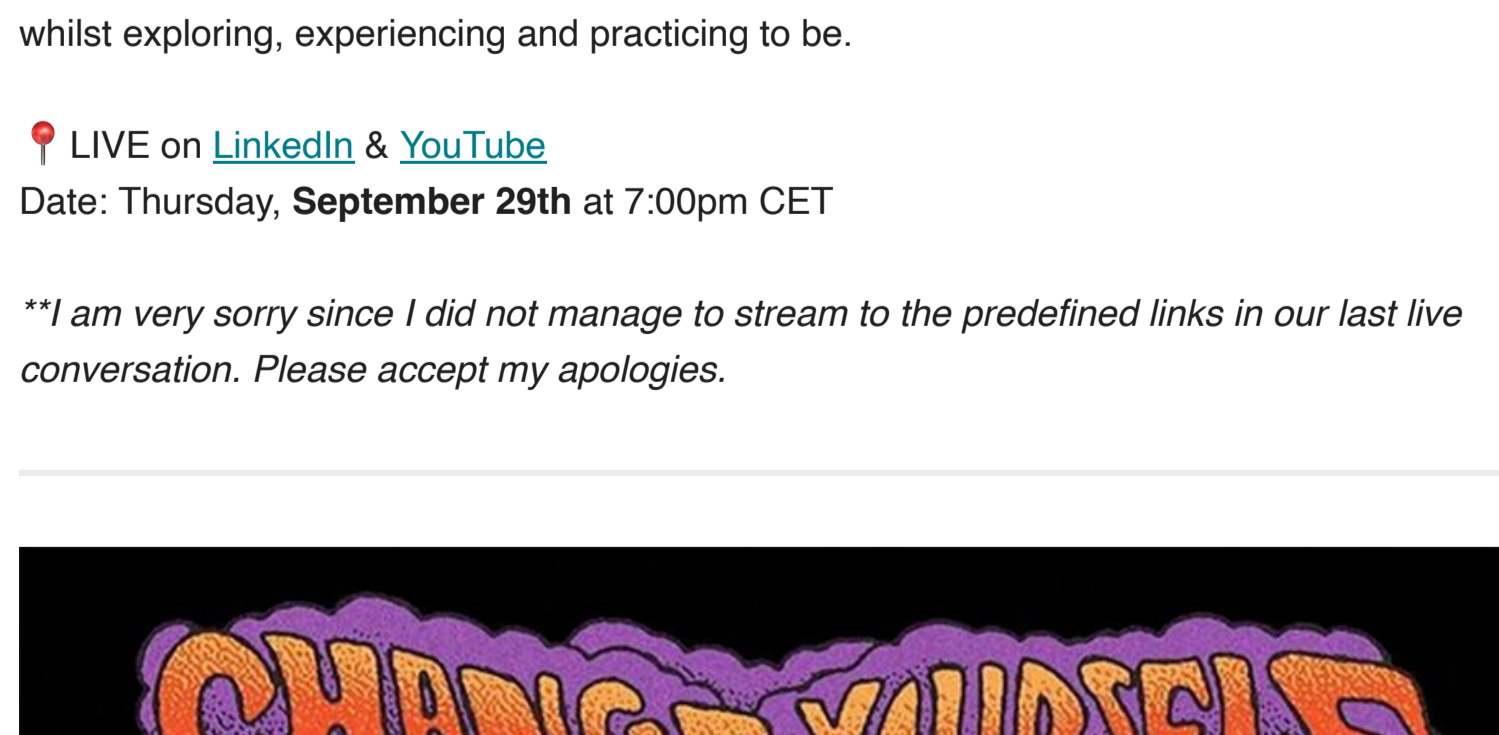 whilst exploring, experiencing and practicing to be.
📍 LIVE on LinkedIn & YouTube
Date: Thursday, September 29th at 7:00pm CET
**I am very sorry since I did not manage to stream to the predefined links in our last live
conversation. Please accept my apologies.
CHANGE YOURSELF